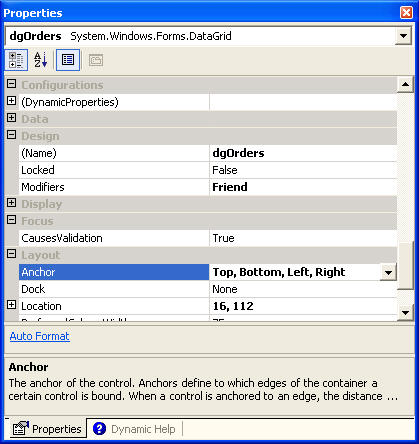 Properties
dgOrders System.Windows.Forms.DataGrid
Configurations
(DynamicProperties)
Data
Design
(Name) dgOrders
Locked False
Modifiers Friend
Display
Focus
CausesValidation True
Layout
Anchor Top, Bottom, Left, Right
Dock None
Location 16, 112
Auto Format
Anchor
The anchor of the control. Anchors define to which edges of the container a
certain control is bound. When a control is anchored to an edge, the distance ...
Properties Dynamic Help